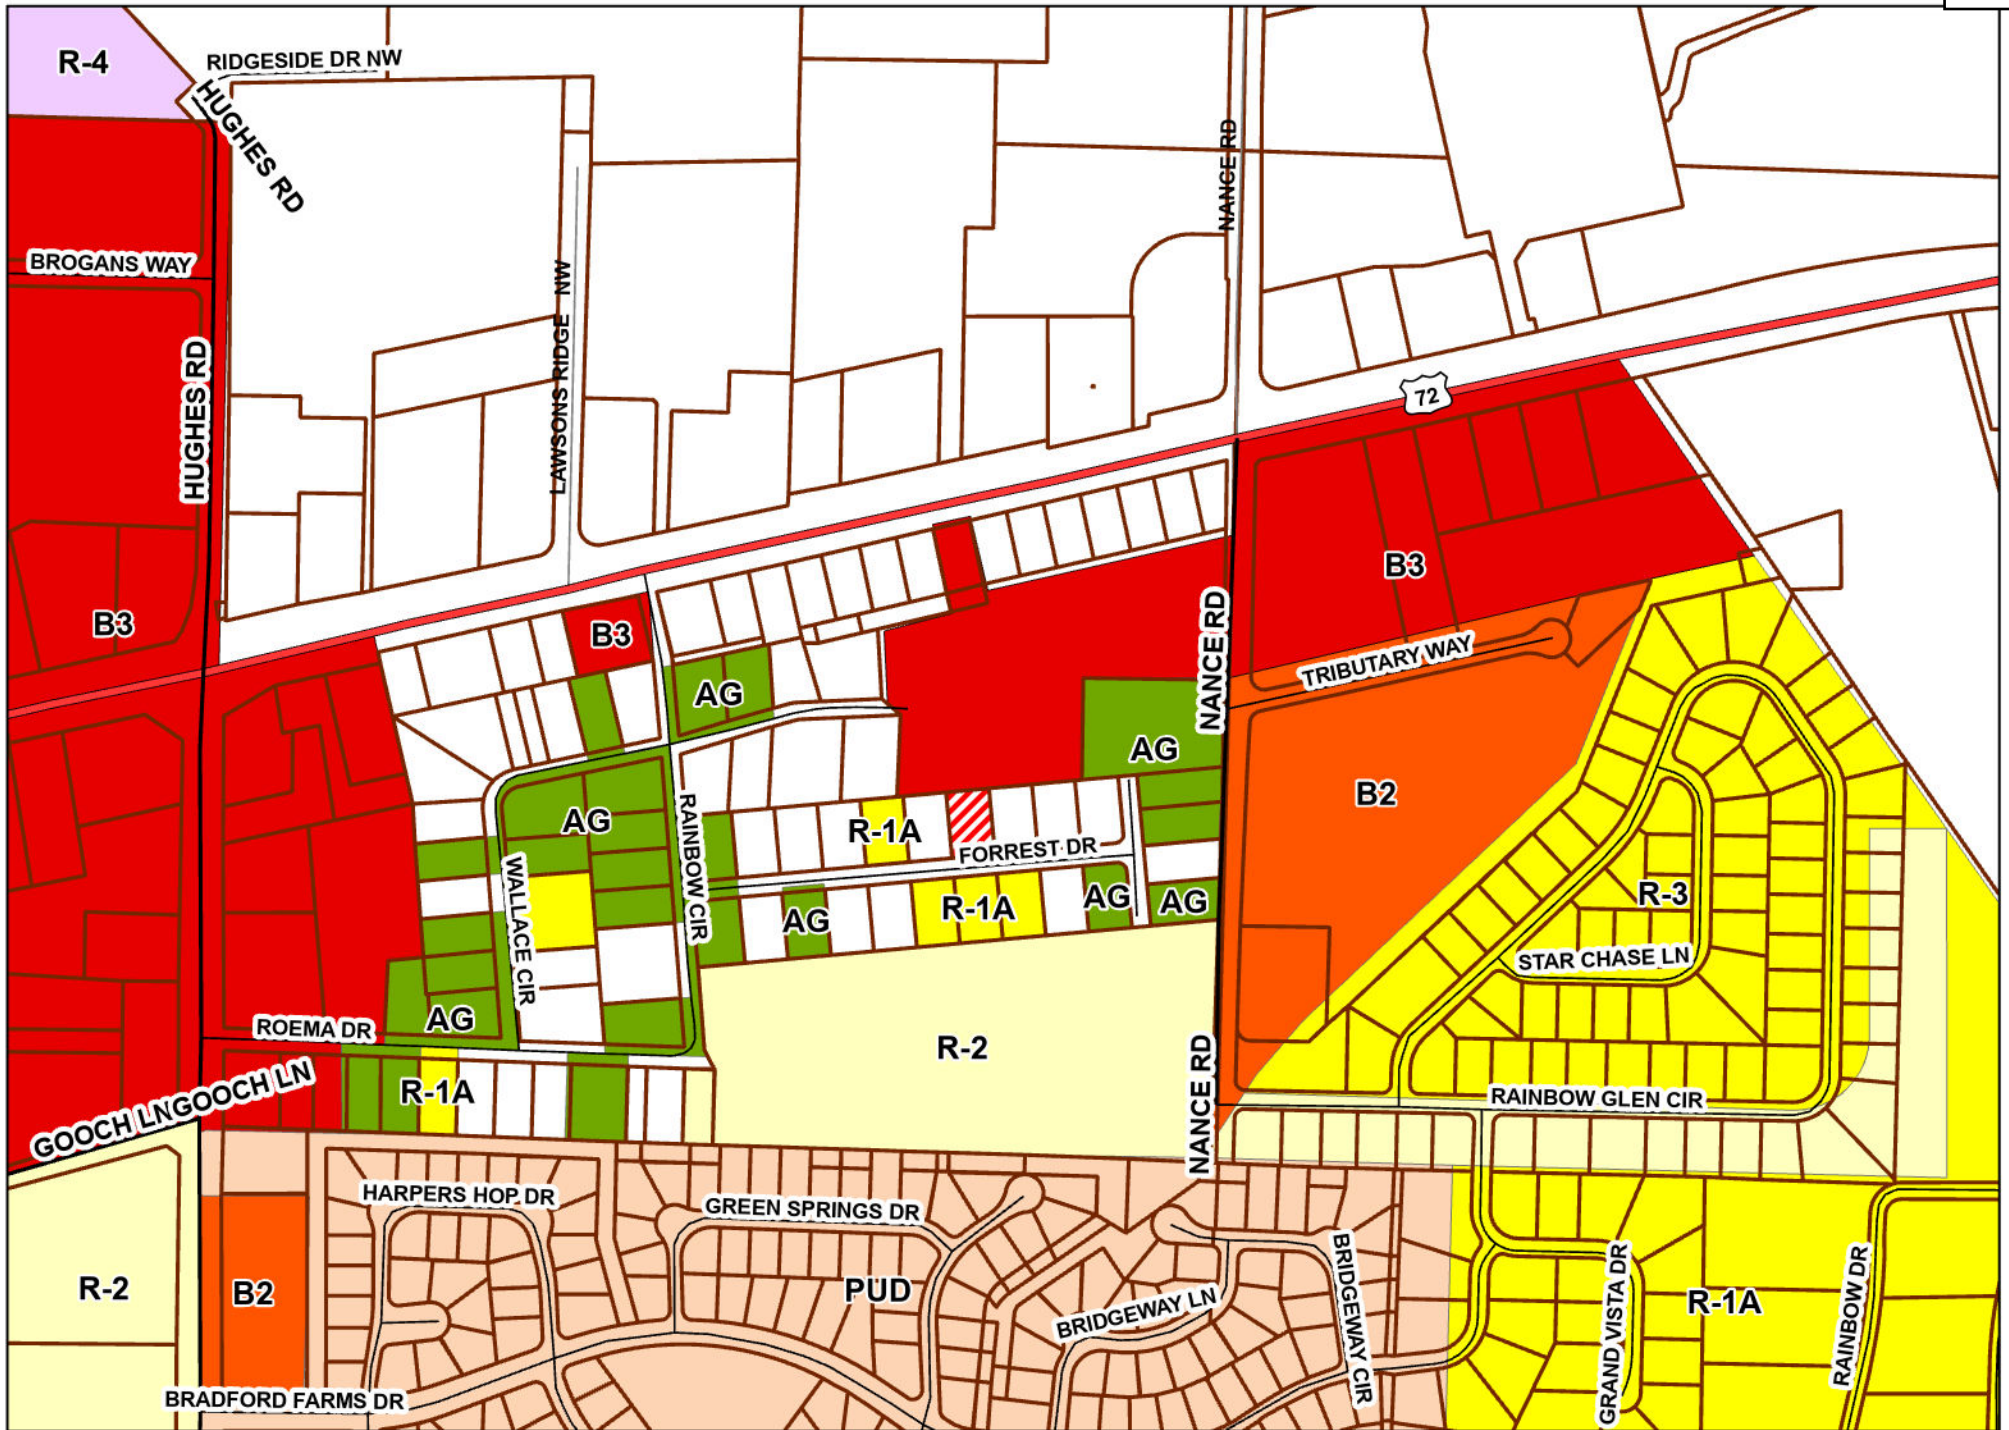 R-4
RIDGESIDE DR NW
HUGHES RD
NANCE RD
BROGANS WAY
LAWSONS RIDGE NW
HUGHES RD
72
B3
B3
B3
NANCE RD
TRIBUTARY WAY
AG
AG
B2
AG
RAINBOW CIR
R-1A
FORREST DR
WALLACE CIR
AG
R-1A
AG
AG
R-3
STAR CHASE LN
AG
ROEMA DR
R-2
NANCE RD
R-1A
GOOCH LN
GOOCH LN
RAINBOW GLEN CIR
HARPERS HOP DR
GREEN SPRINGS DR
BRIDGEWAY CIR
GRAND VISTA DR
RAINBOW DR
R-2
B2
PUD
BRIDGEWAY LN
R-1A
BRADFORD FARMS DR